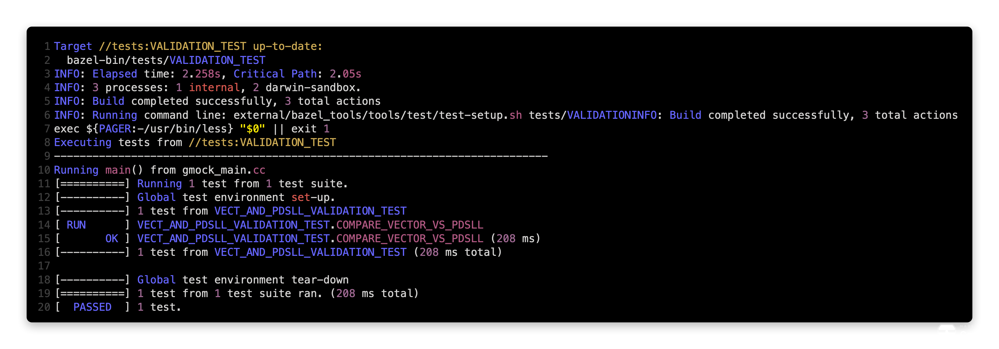 1 Target //tests:VALIDATION_TEST up-to-date:
2   bazel-bin/tests/VALIDATION_TEST
3 INFO: Elapsed time: 2.258s, Critical Path: 2.05s
4 INFO: 3 processes: 1 internal, 2 darwin-sandbox.
5 INFO: Build completed successfully, 3 total actions
6 INFO: Running command line: external/bazel_tools/tools/test/test-setup.sh tests/VALIDATIONINFO: Build completed successfully, 3 total actions
7 exec ${PAGER:-/usr/bin/less} "$0" || exit 1
8 Executing tests from //tests:VALIDATION_TEST
9 -----------------------------------------------------------------------------
10 Running main() from gmock_main.cc
11 [==========] Running 1 test from 1 test suite.
12 [----------] Global test environment set-up.
13 [----------] 1 test from VECT_AND_PDSLL_VALIDATION_TEST
14 [ RUN      ] VECT_AND_PDSLL_VALIDATION_TEST.COMPARE_VECTOR_VS_PDSLL
15 [       OK ] VECT_AND_PDSLL_VALIDATION_TEST.COMPARE_VECTOR_VS_PDSLL (208 ms)
16 [----------] 1 test from VECT_AND_PDSLL_VALIDATION_TEST (208 ms total)
17
18 [----------] Global test environment tear-down
19 [==========] 1 test from 1 test suite ran. (208 ms total)
20 [  PASSED  ] 1 test.